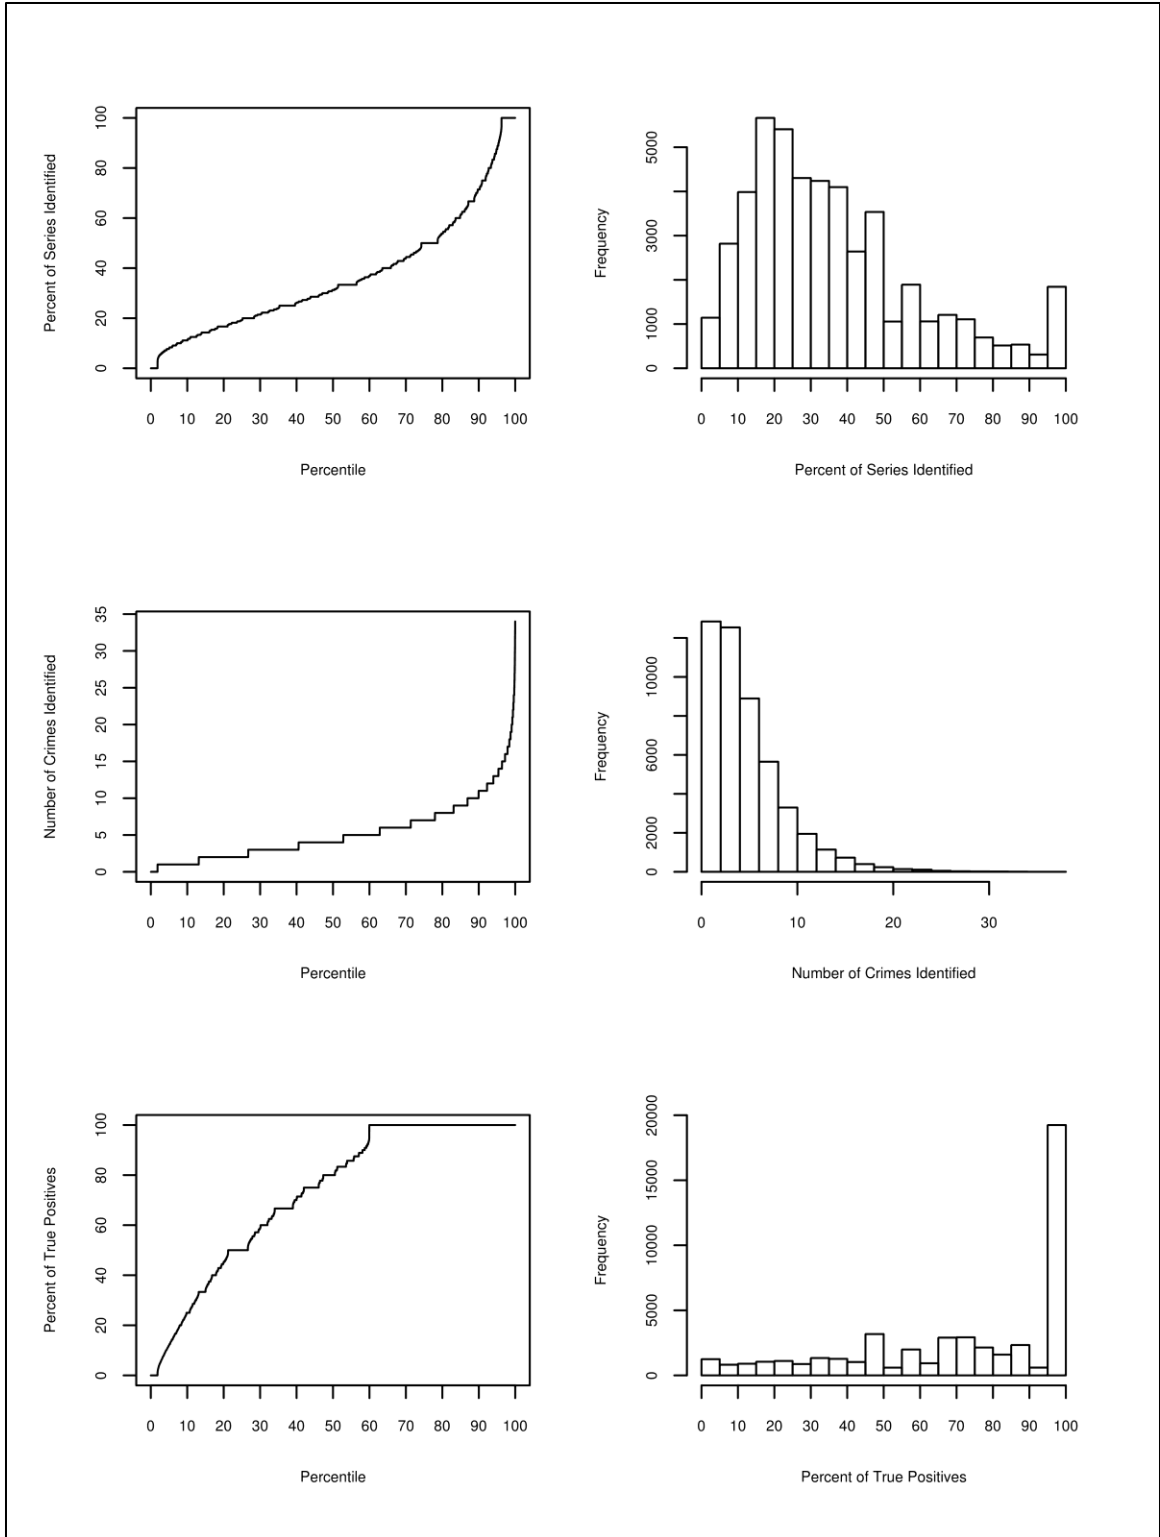 Percent of Series Identified
0 20 40 60 80 100
0 10 20 30 40 50 60 70 80 90 100
Percentile
Frequency
0 1000 3000 5000
0 10 20 30 40 50 60 70 80 90 100
Percent of Series Identified
Number of Crimes Identified
0 5 10 15 20 25 30 35
0 10 20 30 40 50 60 70 80 90 100
Percentile
Frequency
0 2000 6000 10000
0 10 20 30
Number of Crimes Identified
Percent of True Positives
0 20 40 60 80 100
0 10 20 30 40 50 60 70 80 90 100
Percentile
Frequency
0 5000 10000 15000 20000
0 10 20 30 40 50 60 70 80 90 100
Percent of True Positives